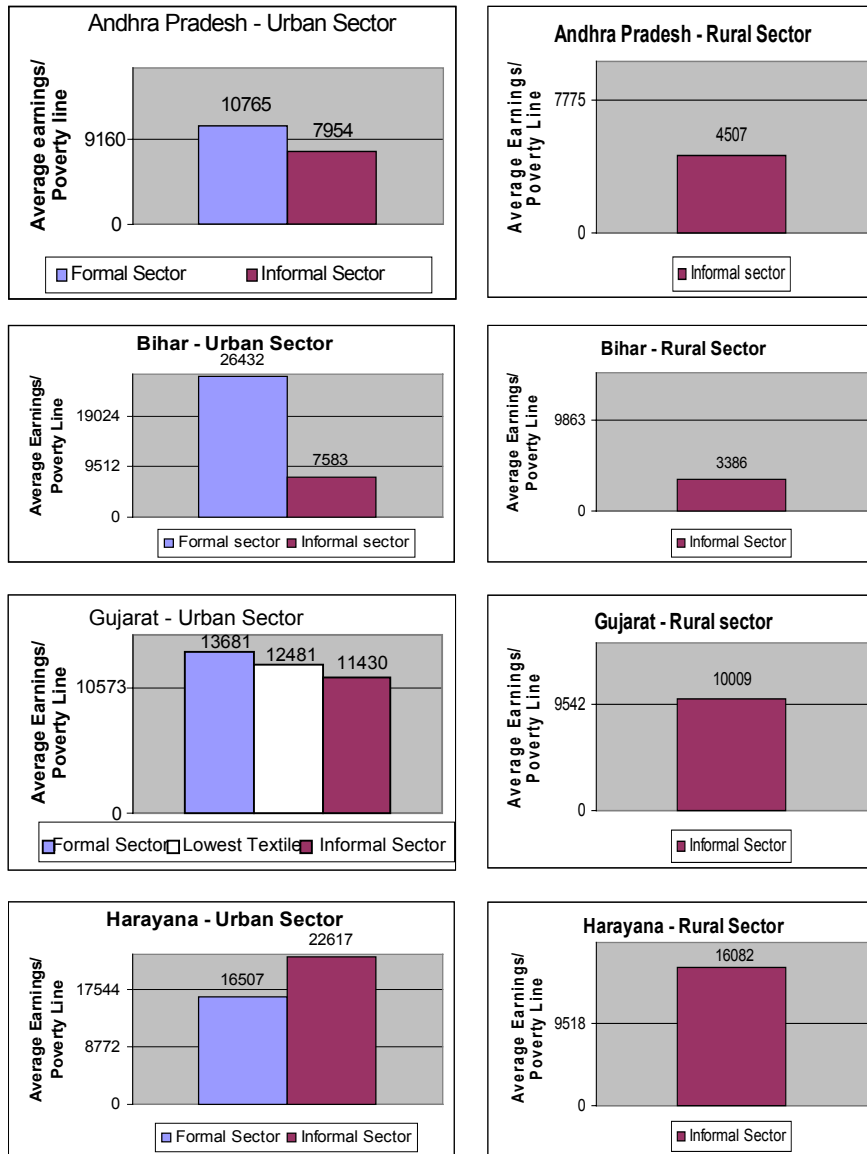 Andhra Pradesh - Urban Sector
Average earnings/
Poverty line
10765
7954
9160
0
Formal Sector Informal Sector
Andhra Pradesh - Rural Sector
Average Earnings/
Poverty Line
7775
4507
0
Informal sector
Bihar - Urban Sector
Average Earnings/
Poverty Line
26432
19024
9512
7583
0
Formal sector Informal sector
Bihar - Rural Sector
Average Earnings/
Poverty Line
9863
3386
0
Informal Sector
Gujarat - Urban Sector
Average Earnings/
Poverty Line
13681
12481
11430
10573
0
Formal Sector Lowest Textile Informal Sector
Gujarat - Rural sector
Average Earnings/
Poverty Line
10009
9542
0
Informal Sector
Harayana - Urban Sector
Average Earnings/
Poverty Line
22617
16507
17544
8772
0
Formal Sector Informal Sector
Harayana - Rural Sector
Average Earnings/
Poverty Line
16082
9518
0
Informal Sector